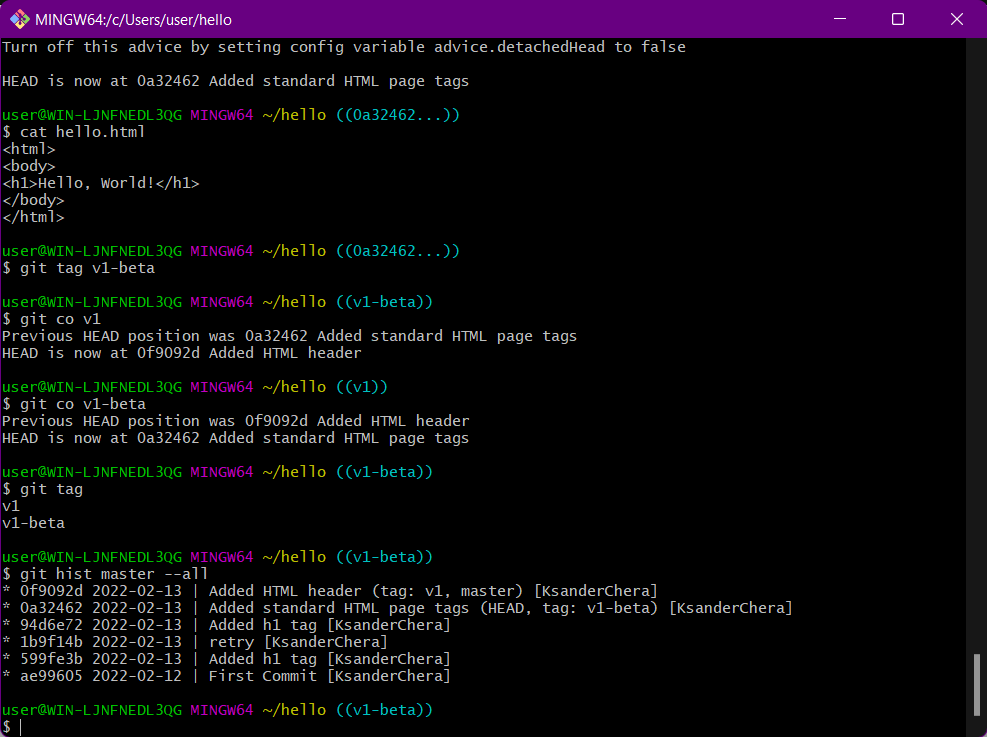 MINGW64:/c/Users/user/hello
Turn off this advice by setting config variable advice.detachedHead to false
HEAD is now at 0a32462 Added standard HTML page tags
user@WIN-LJNFNEDL3QG MINGW64 ~/hello ((0a32462...))
$ cat hello.html
<html>
<body>
<h1>Hello, World!</h1>
</body>
</html>
user@WIN-LJNFNEDL3QG MINGW64 ~/hello ((0a32462...))
$ git tag v1-beta
user@WIN-LJNFNEDL3QG MINGW64 ~/hello ((v1-beta))
$ git co v1
Previous HEAD position was 0a32462 Added standard HTML page tags
HEAD is now at 0f9092d Added HTML header
user@WIN-LJNFNEDL3QG MINGW64 ~/hello ((v1))
$ git co v1-beta
Previous HEAD position was 0f9092d Added HTML header
HEAD is now at 0a32462 Added standard HTML page tags
user@WIN-LJNFNEDL3QG MINGW64 ~/hello ((v1-beta))
$ git tag
v1
v1-beta
user@WIN-LJNFNEDL3QG MINGW64 ~/hello ((v1-beta))
$ git hist master --all
* 0f9092d 2022-02-13 | Added HTML header (tag: v1, master) [KsanderChera]
* 0a32462 2022-02-13 | Added standard HTML page tags (HEAD, tag: v1-beta) [KsanderChera]
* 94d6e72 2022-02-13 | Added h1 tag [KsanderChera]
* 1b9f14b 2022-02-13 | retry [KsanderChera]
* 599fe3b 2022-02-13 | Added h1 tag [KsanderChera]
* ae99605 2022-02-12 | First Commit [KsanderChera]
user@WIN-LJNFNEDL3QG MINGW64 ~/hello ((v1-beta))
$